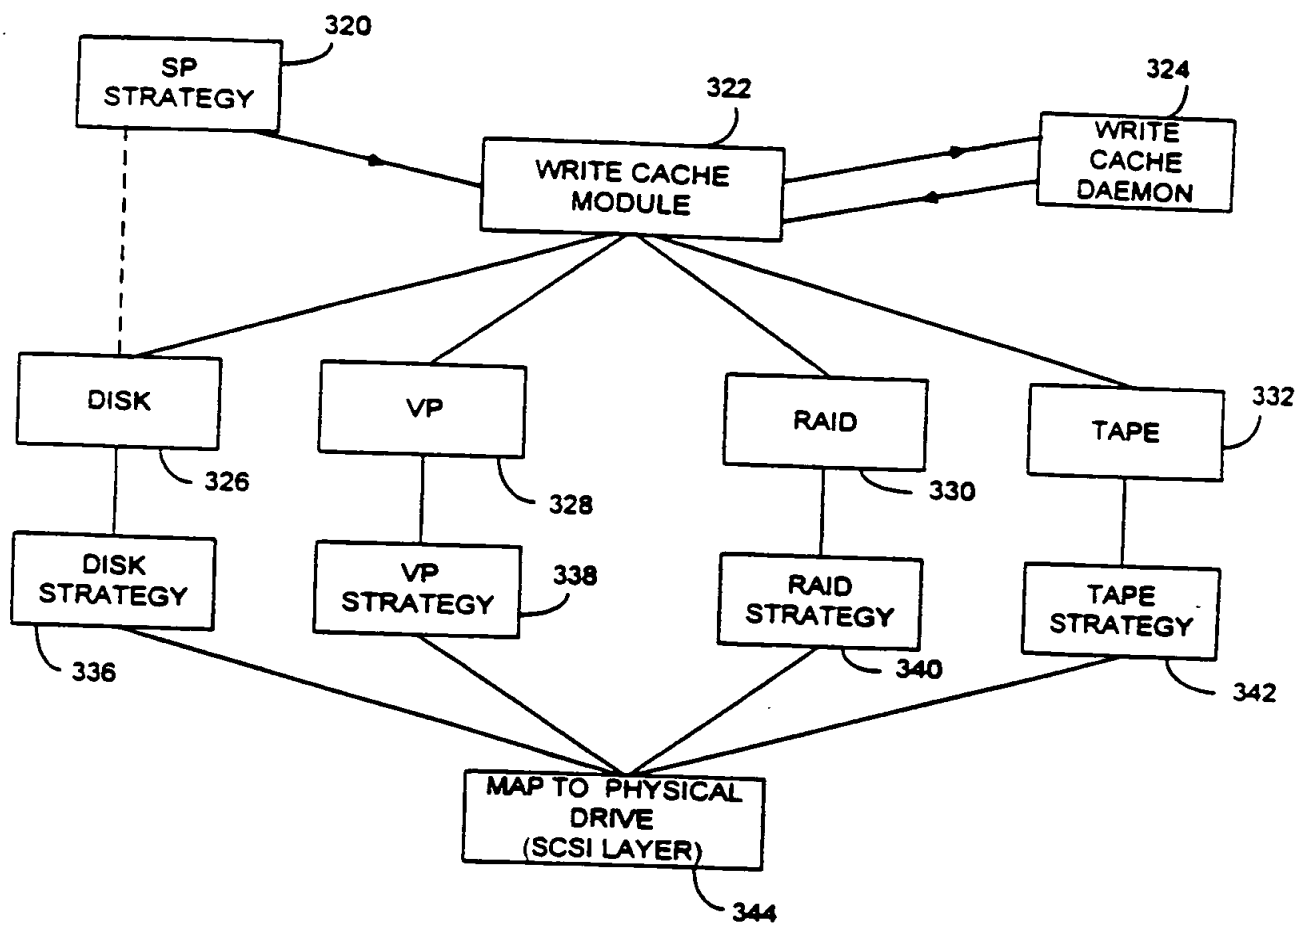 320
SP
STRATEGY
322
WRITE CACHE
MODULE
324
WRITE
CACHE
DAEMON
DISK
326
VP
328
RAID
330
TAPE
332
DISK
STRATEGY
336
VP
STRATEGY
338
RAID
STRATEGY
340
TAPE
STRATEGY
342
MAP TO PHYSICAL
DRIVE
(SCSI LAYER)
344